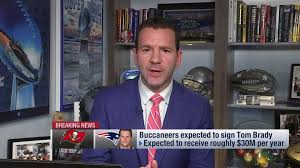 BREAKING NEWS
Buccaneers expected to sign Tom Brady
Expected to receive roughly $30M per year